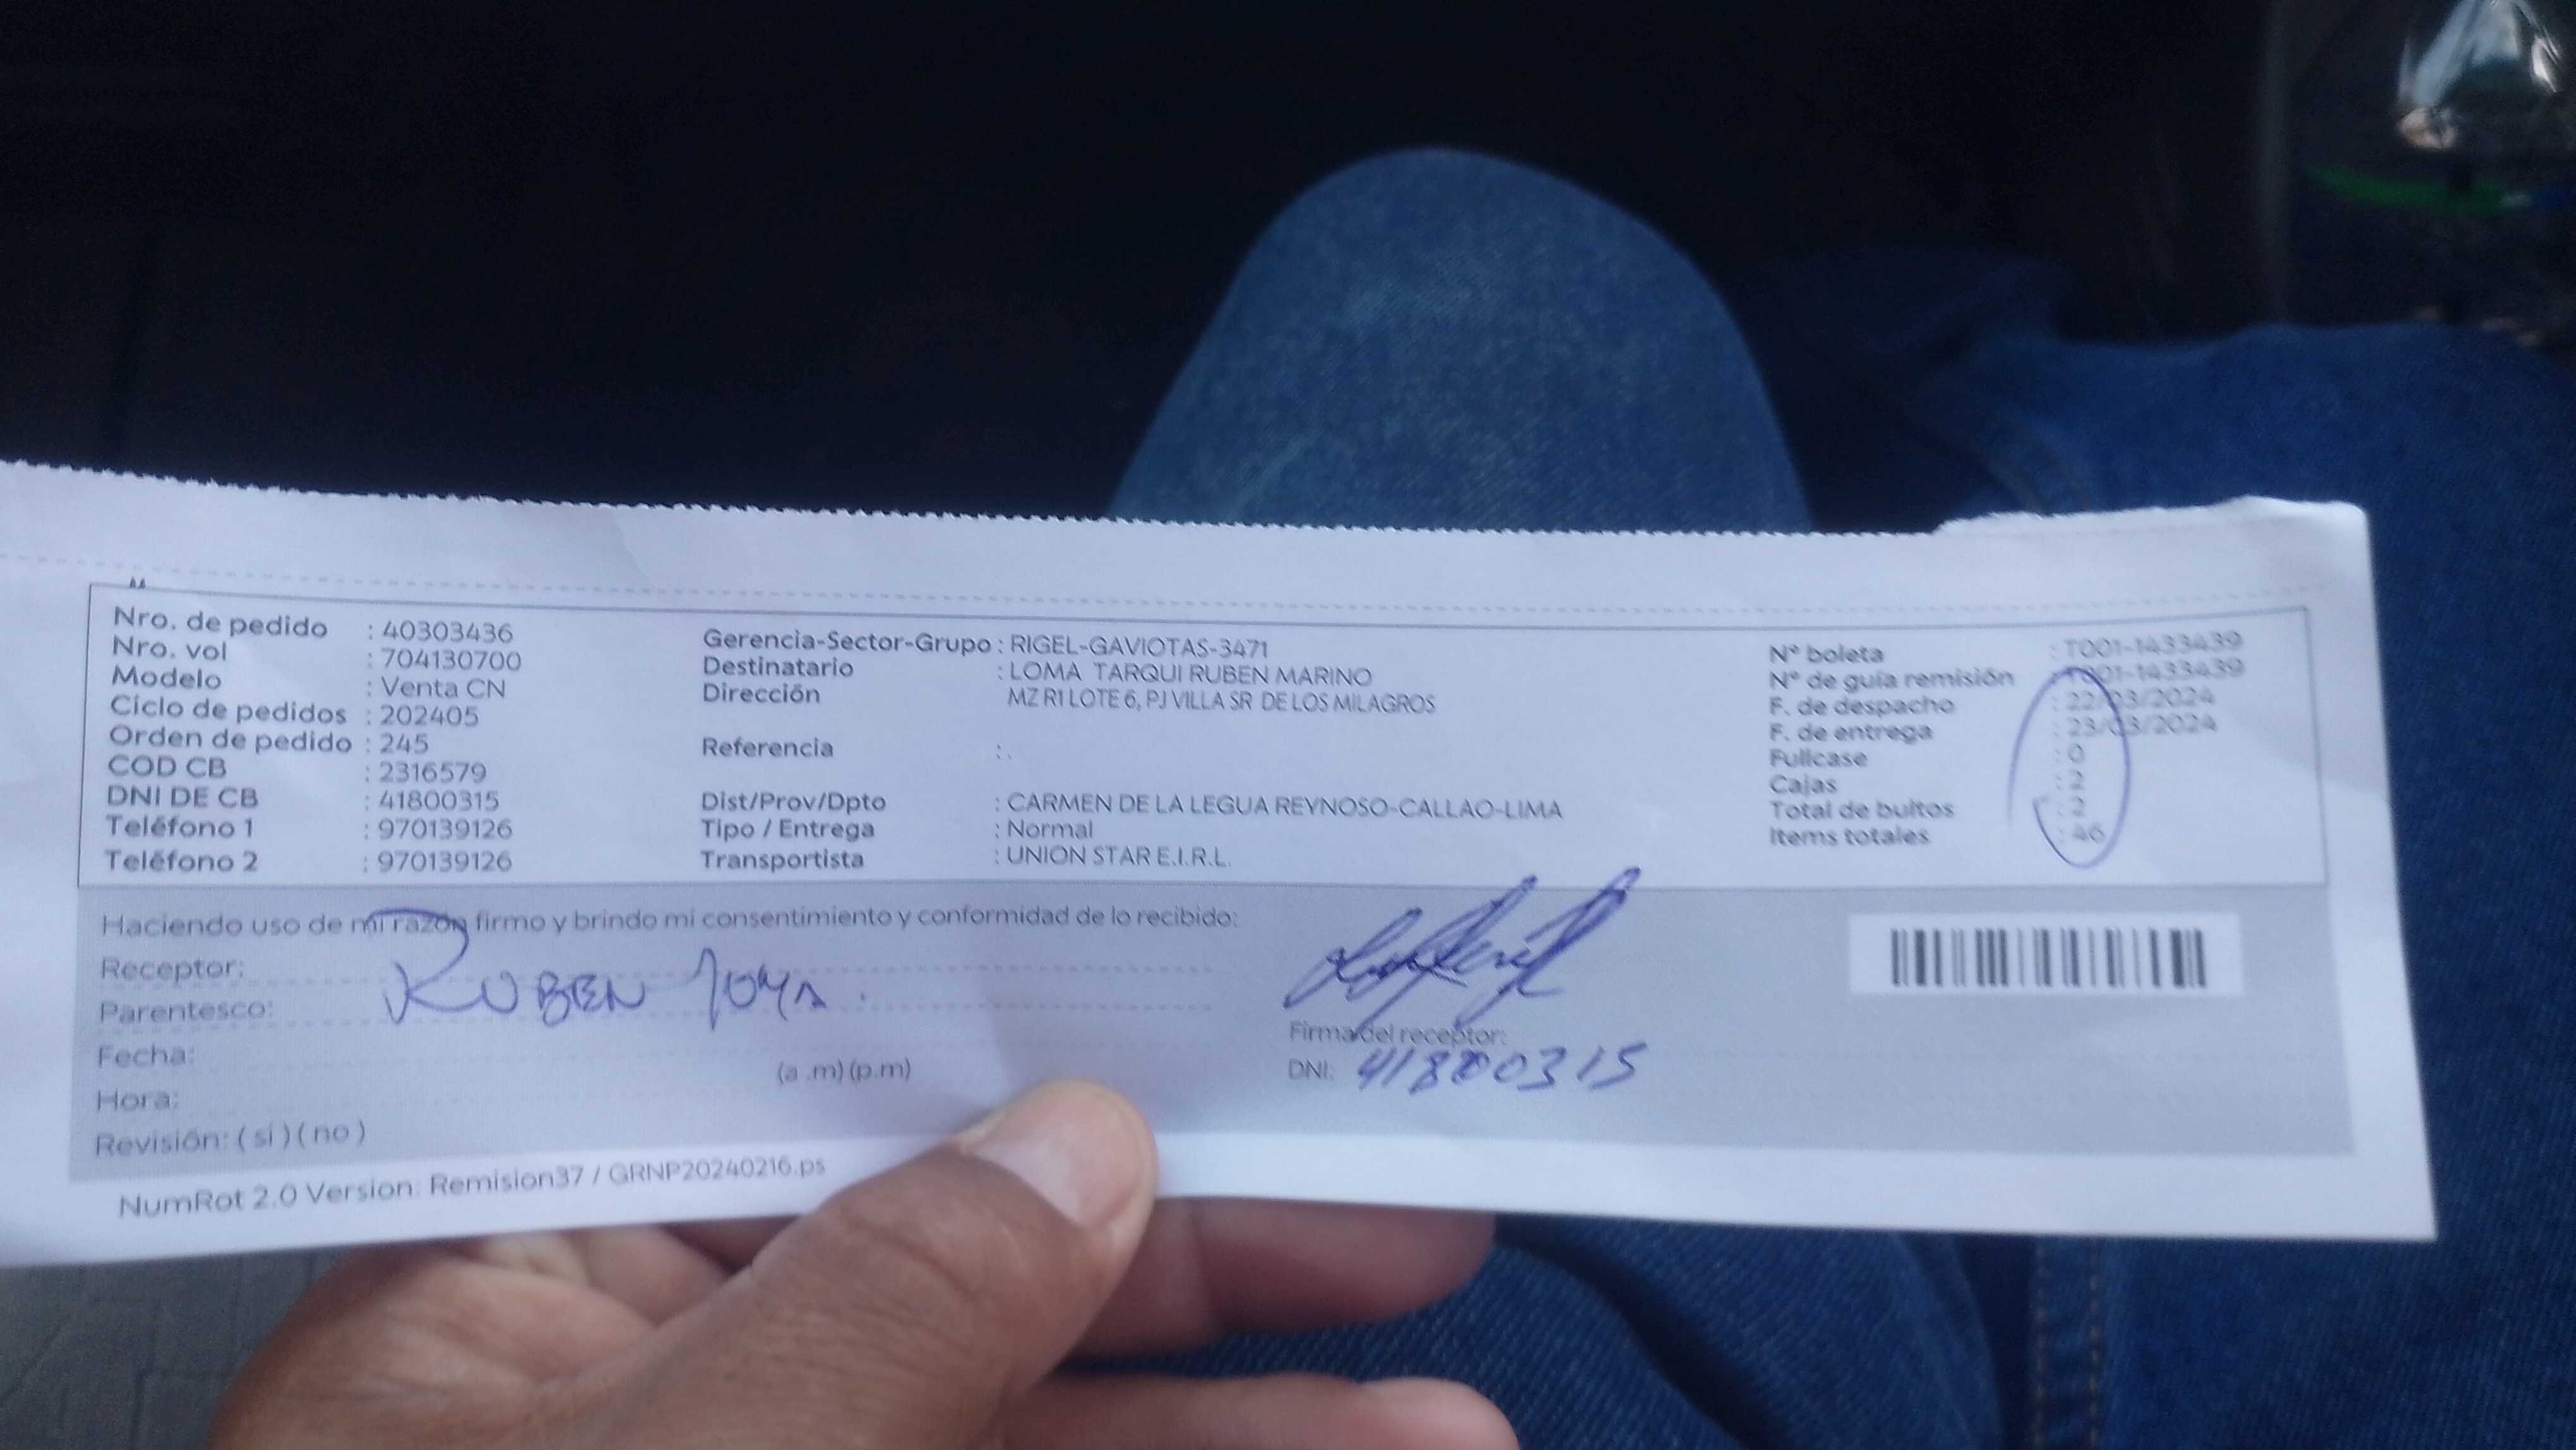 Nro. de pedido : 40303436
Nro. vol : 704130700
Modelo : Venta CN
Ciclo de pedidos : 202405
Orden de pedido : 245
COD CB : 2316579
DNI DE CB : 41800315
Teléfono 1 : 970139126
Teléfono 2 : 970139126
Gerencia-Sector-Grupo : RIGEL-GAVIOTAS-3471
Destinatario : LOMA TARQUI RUBEN MARINO
Dirección MZ R1 LOTE 6, PJ VILLA SR DE LOS MILAGROS
Referencia : .
Dist/Prov/Dpto : CARMEN DE LA LEGUA REYNOSO-CALLAO-LIMA
Tipo / Entrega : Normal
Transportista : UNION STAR E.I.R.L.
N° boleta : T001-1433439
N° de guía remisión : T001-1433439
F. de despacho : 22/03/2024
F. de entrega : 23/03/2024
Fullcase : 0
Cajas : 2
Total de bultos : 2
Items totales : 46
Haciendo uso de mi razón firmo y brindo mi consentimiento y conformidad de lo recibido:
Receptor:
RUBEN
Parentesco:
Fecha:
Hora: (a .m) (p.m)
Revisión: ( si ) ( no )
Firma del receptor:
DNI: 41800315
NumRot 2.0 Version: Remision37 / GRNP20240216.ps